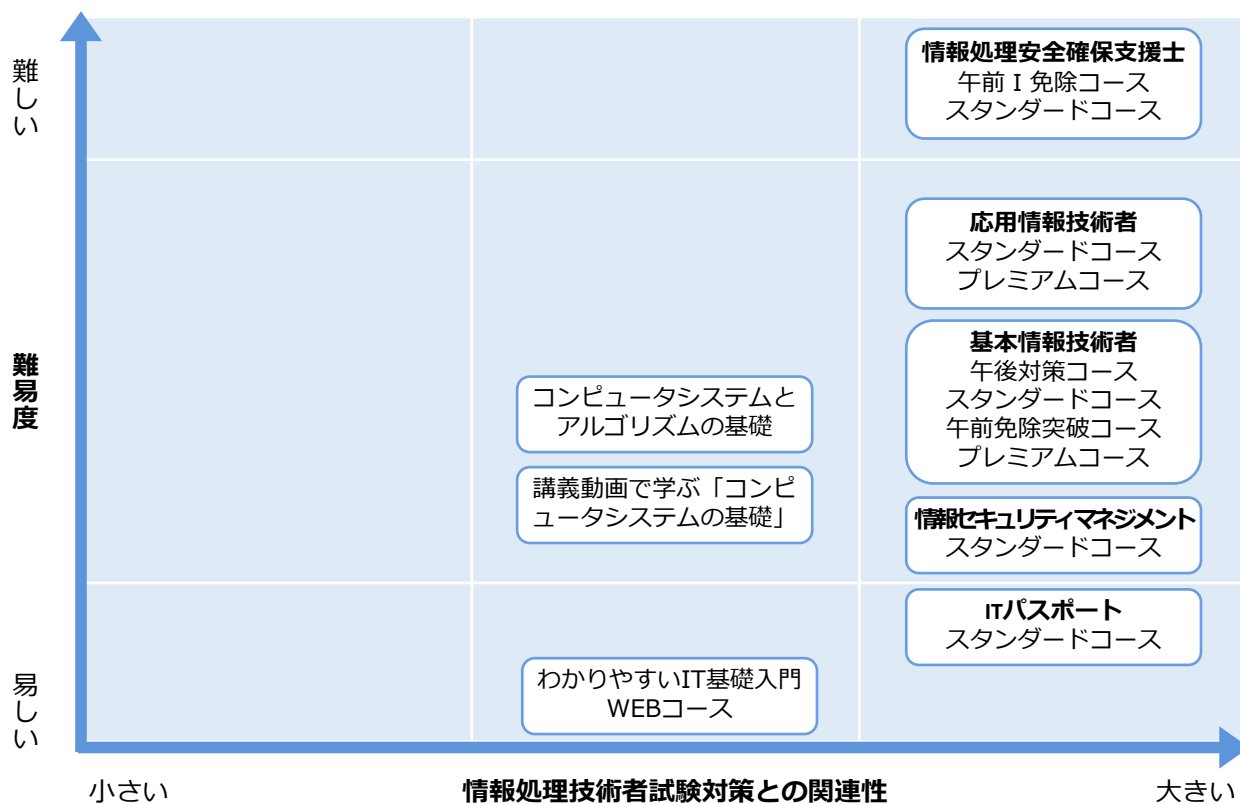 難しい
情報処理安全確保支援士
午前Ⅰ免除コース
スタンダードコース
応用情報技術者
スタンダードコース
プレミアムコース
難易度
基本情報技術者
午後対策コース
スタンダードコース
午前免除突破コース
プレミアムコース
コンピュータシステムと
アルゴリズムの基礎
講義動画で学ぶ「コンピ
ュータシステムの基礎」
情報セキュリティマネジメント
スタンダードコース
ITパスポート
スタンダードコース
易しい
わかりやすいIT基礎入門
WEBコース
小さい
情報処理技術者試験対策との関連性
大きい